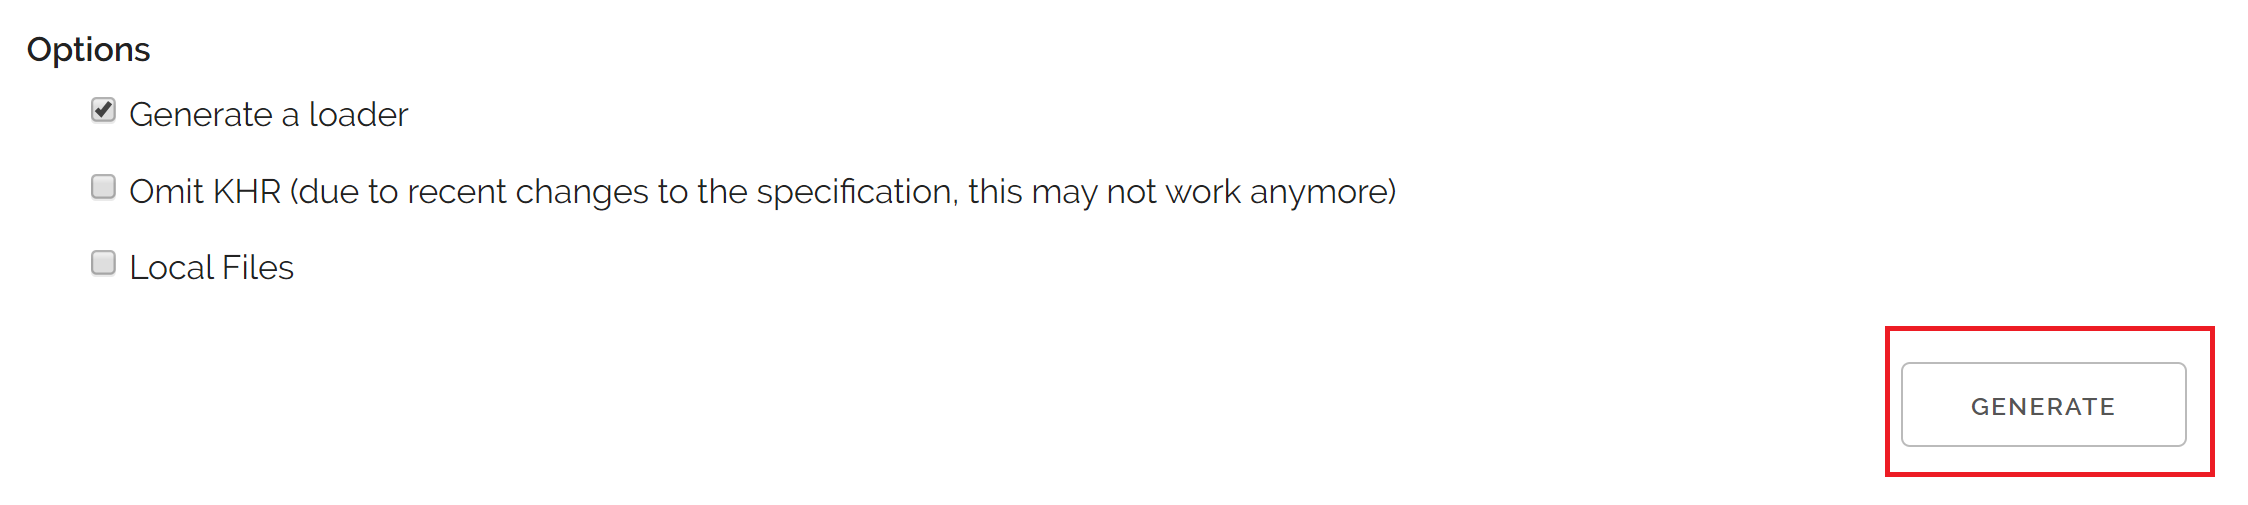 Options
Generate a loader
Omit KHR (due to recent changes to the specification, this may not work anymore)
Local Files
GENERATE